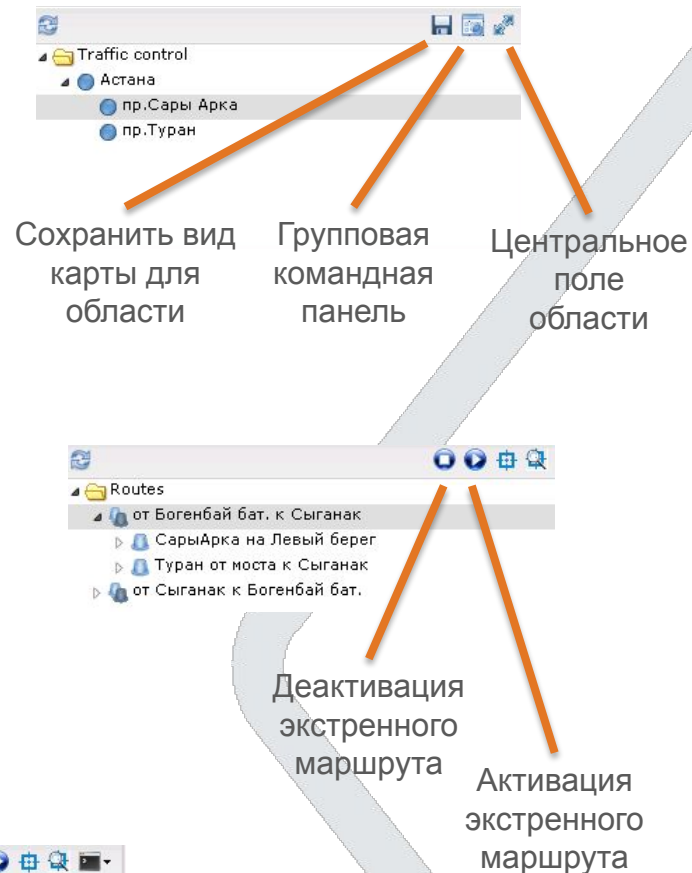 Traffic control
Астана
пр.Сары Арка
пр.Туран
Сохранить вид
карты для
области
Групповая
командная
панель
Центральное
поле
области
Routes
от Богенбай бат. к Сыганак
СарыАрка на Левый берег
Туран от моста к Сыганак
от Сыганак к Богенбай бат.
Деактивация
экстренного
маршрута
Активация
экстренного
маршрута